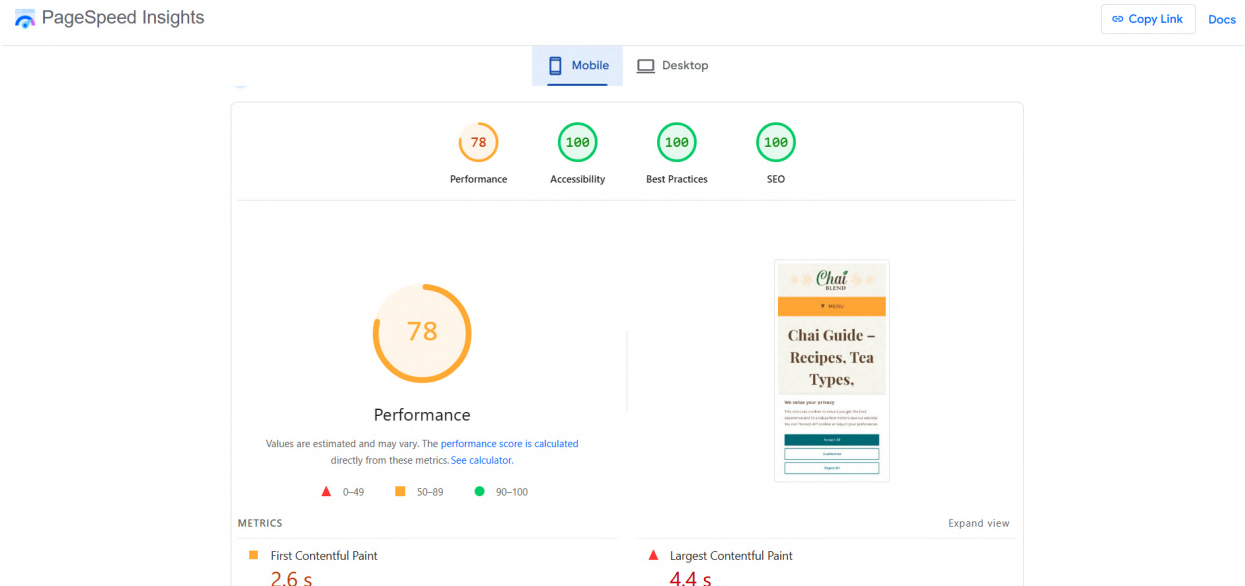 PageSpeed Insights
Copy Link
Docs
Mobile
Desktop
78
100
100
100
Performance
Accessibility
Best Practices
SEO
78
Performance
Values are estimated and may vary. The performance score is calculated
directly from these metrics. See calculator.
0–49
50–89
90–100
Chai
BLEND
MENU
Chai Guide –
Recipes, Tea
Types,
We value your privacy
Accept All
Customize
Reject All
METRICS
Expand view
First Contentful Paint
2.6 s
Largest Contentful Paint
4.4 s